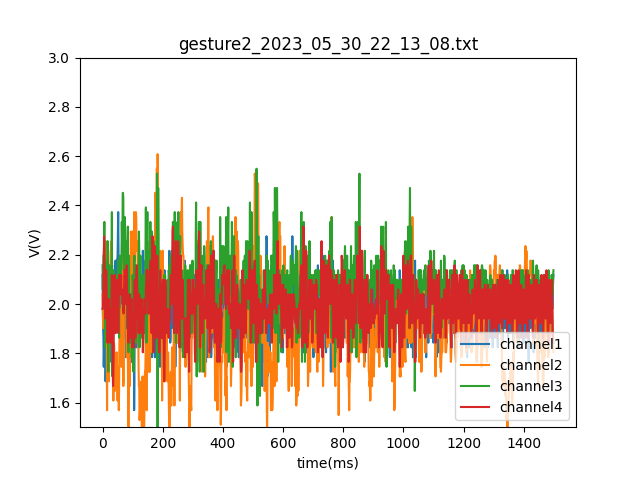 gesture2_2023_05_30_22_13_08.txt
3.0
2.8
2.6
2.4
2.2
2.0
1.8
1.6
V(V)
channel1
channel2
channel3
channel4
0 200 400 600 800 1000 1200 1400
time(ms)